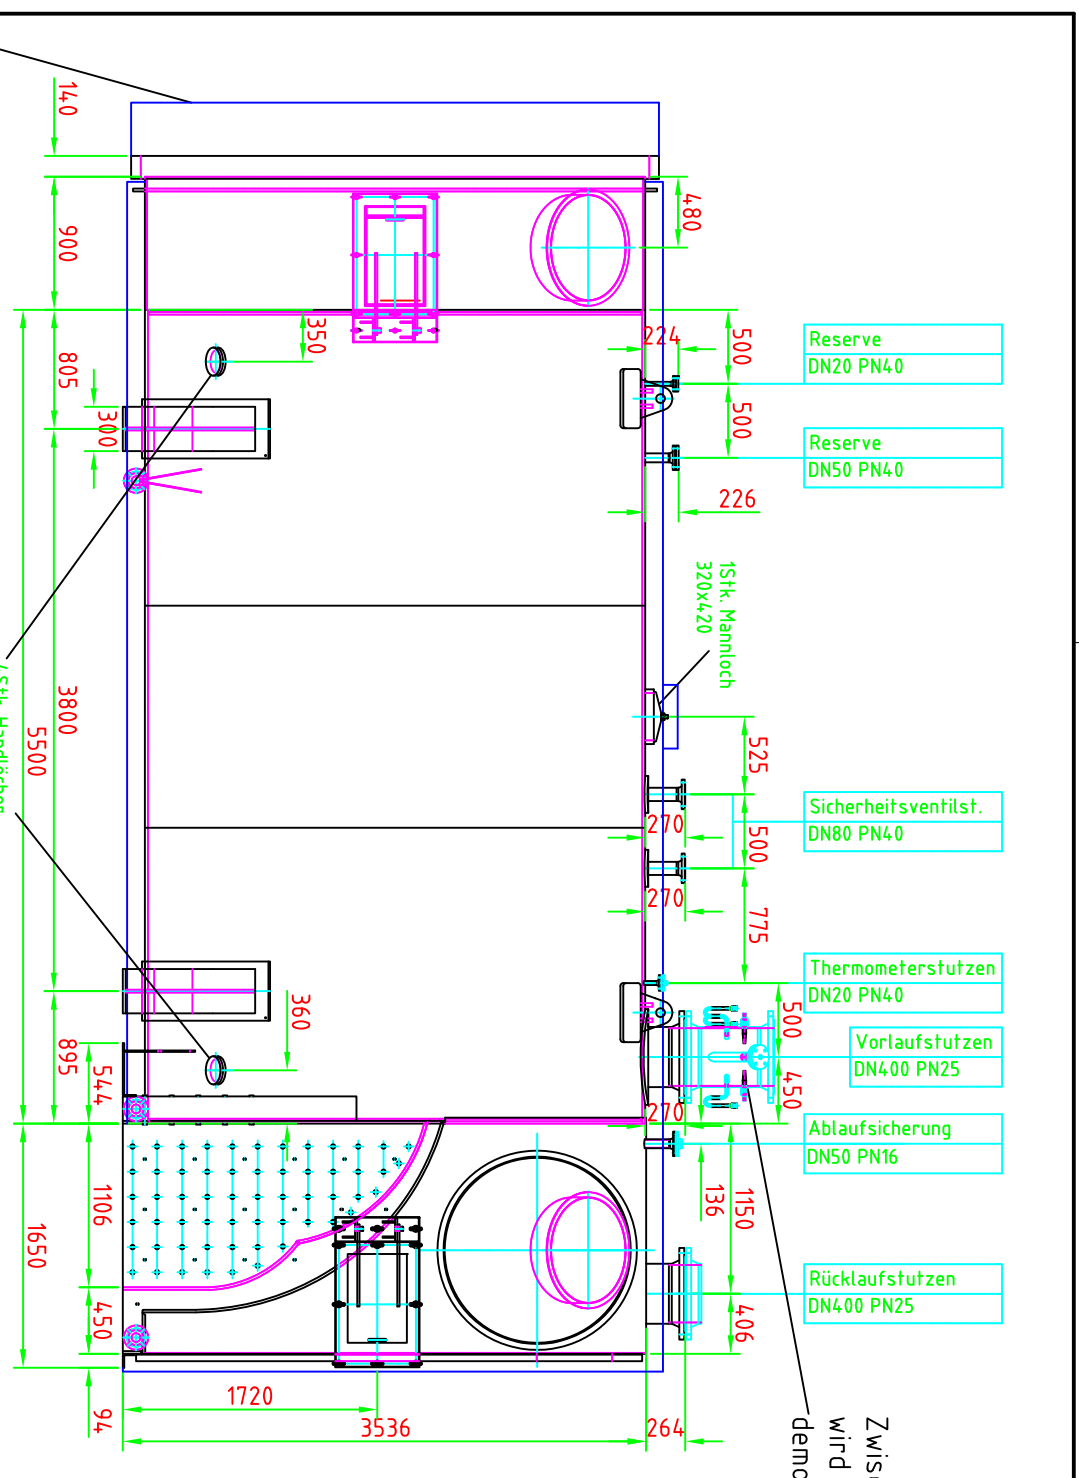 140
480
900
350
224
500
Reserve
DN20 PN40
805
300
500
Reserve
DN50 PN40
226
1Stk. Mannloch
320x420
3800
5500
525
270
500
Sicherheitsventilst.
DN80 PN40
270
775
Thermometerstutzen
DN20 PN40
360
500
Vorlaufstutzen
DN400 PN25
895
544
450
270
Ablaufsicherung
DN50 PN16
136
1150
1106
1650
Rücklaufstutzen
DN400 PN25
450
406
94
1720
3536
264
wird